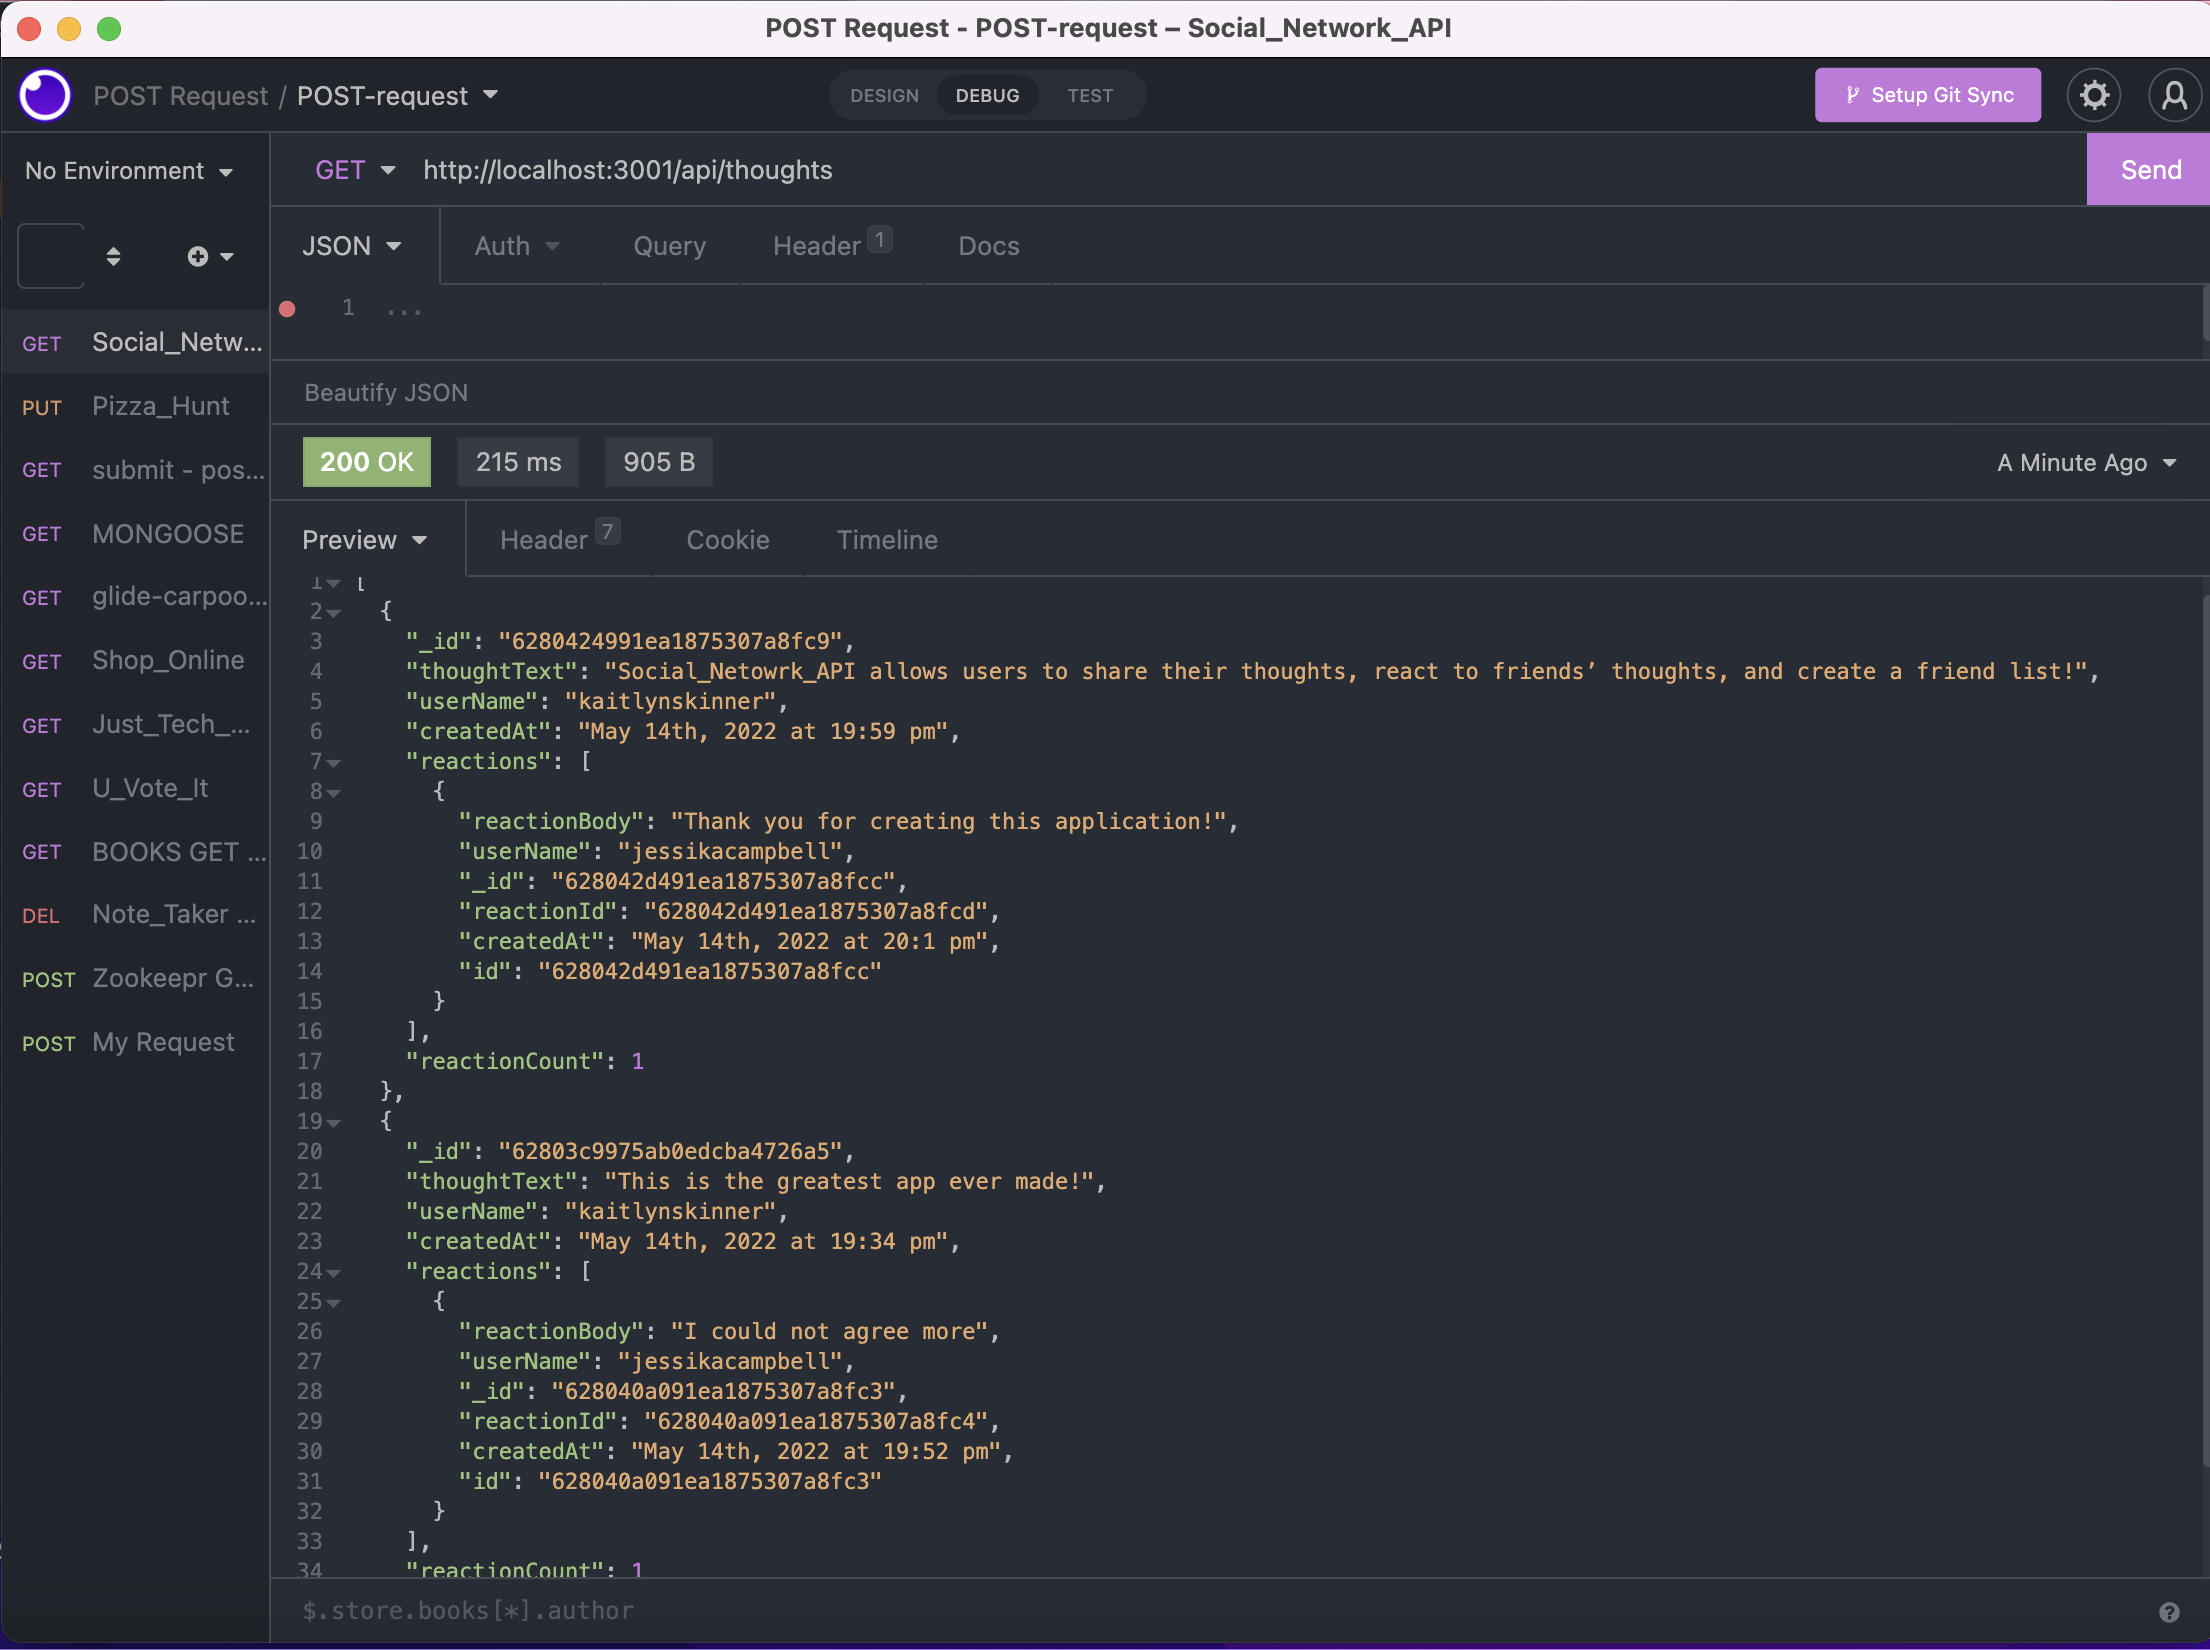 POST Request - POST-request – Social_Network_API
POST Request / POST-request
DESIGN DEBUG TEST
Setup Git Sync
No Environment
GET http://localhost:3001/api/thoughts
Send
JSON Auth Query Header 1 Docs
1 ...
GET Social_Netw...
PUT Pizza_Hunt
GET submit - pos...
GET MONGOOSE
GET glide-carpoo...
GET Shop_Online
GET Just_Tech_...
GET U_Vote_It
GET BOOKS GET ...
DEL Note_Taker ...
POST Zookeepr G...
POST My Request
Beautify JSON
200 OK 215 ms 905 B
A Minute Ago
Preview Header 7 Cookie Timeline
1 [
2 {
3 "_id": "6280424991ea1875307a8fc9",
4 "thoughtText": "Social_Netowrk_API allows users to share their thoughts, react to friends’ thoughts, and create a friend list!",
5 "userName": "kaitlynskinner",
6 "createdAt": "May 14th, 2022 at 19:59 pm",
7 "reactions": [
8 {
9 "reactionBody": "Thank you for creating this application!",
10 "userName": "jessikacampbell",
11 "_id": "628042d491ea1875307a8fcc",
12 "reactionId": "628042d491ea1875307a8fcd",
13 "createdAt": "May 14th, 2022 at 20:1 pm",
14 "id": "628042d491ea1875307a8fcc"
15 }
16 ],
17 "reactionCount": 1
18 },
19 {
20 "_id": "62803c9975ab0edcba4726a5",
21 "thoughtText": "This is the greatest app ever made!",
22 "userName": "kaitlynskinner",
23 "createdAt": "May 14th, 2022 at 19:34 pm",
24 "reactions": [
25 {
26 "reactionBody": "I could not agree more",
27 "userName": "jessikacampbell",
28 "_id": "628040a091ea1875307a8fc3",
29 "reactionId": "628040a091ea1875307a8fc4",
30 "createdAt": "May 14th, 2022 at 19:52 pm",
31 "id": "628040a091ea1875307a8fc3"
32 }
33 ],
34 "reactionCount": 1
$.store.books[*].author